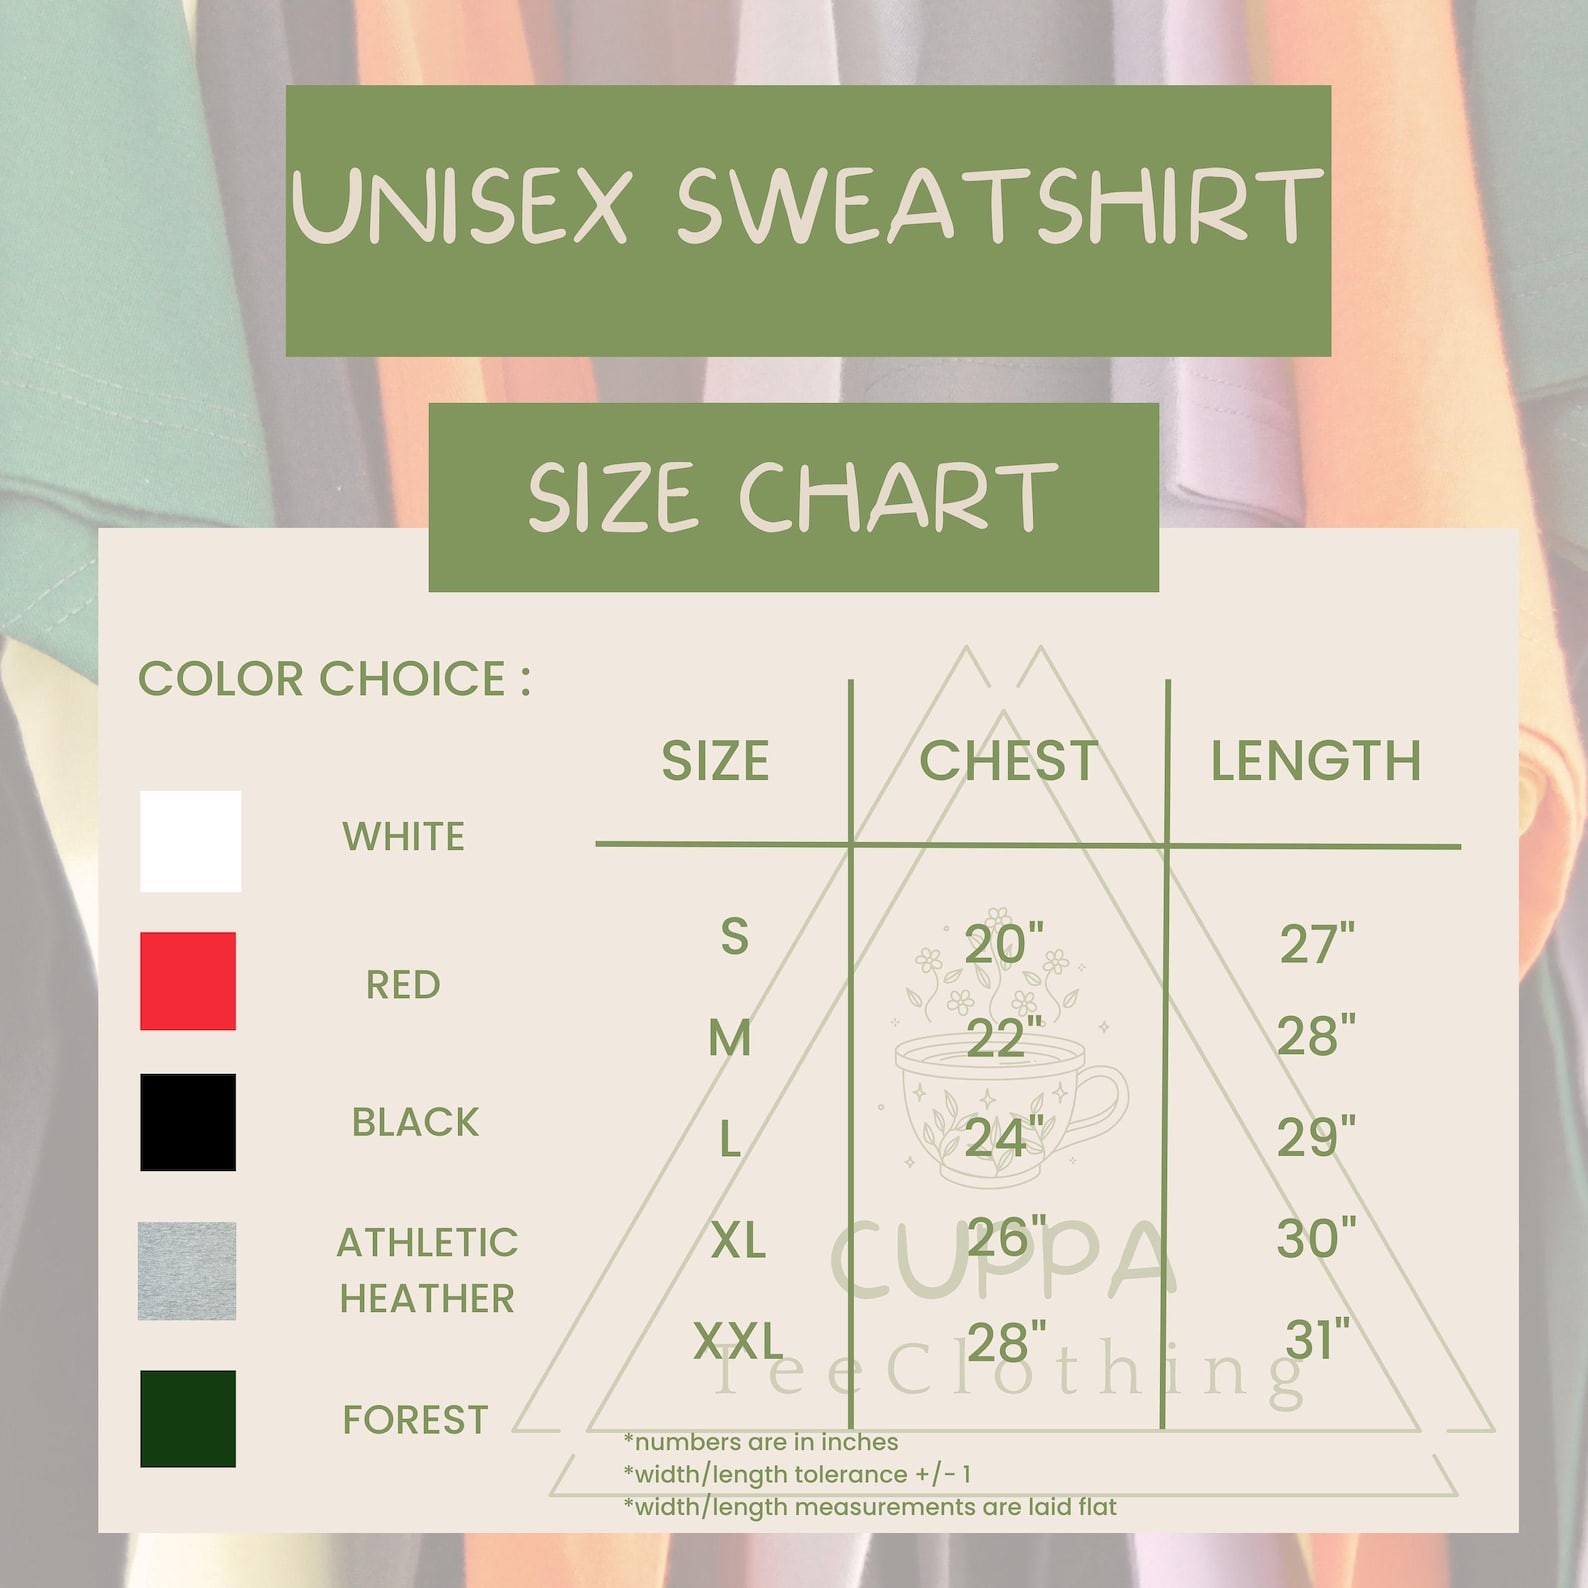 UNISEX SWEATSHIRT
SIZE CHART
COLOR CHOICE :
WHITE
RED
BLACK
ATHLETIC
HEATHER
FOREST
SIZE CHEST LENGTH
S 20" 27"
M 22" 28"
L 24" 29"
XL 26" 30"
XXL 28" 31"
CUPPA
TeeClothing
*numbers are in inches
*width/length tolerance +/- 1
*width/length measurements are laid flat